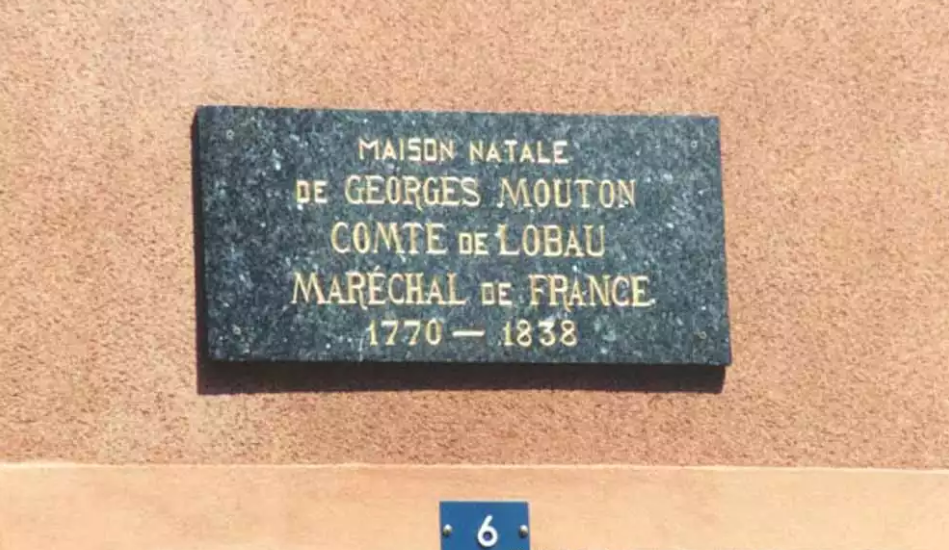 MAISON NATALE
DE GEORGES MOUTON
COMTE DE LOBAU
MARÉCHAL DE FRANCE
1770 — 1838
6